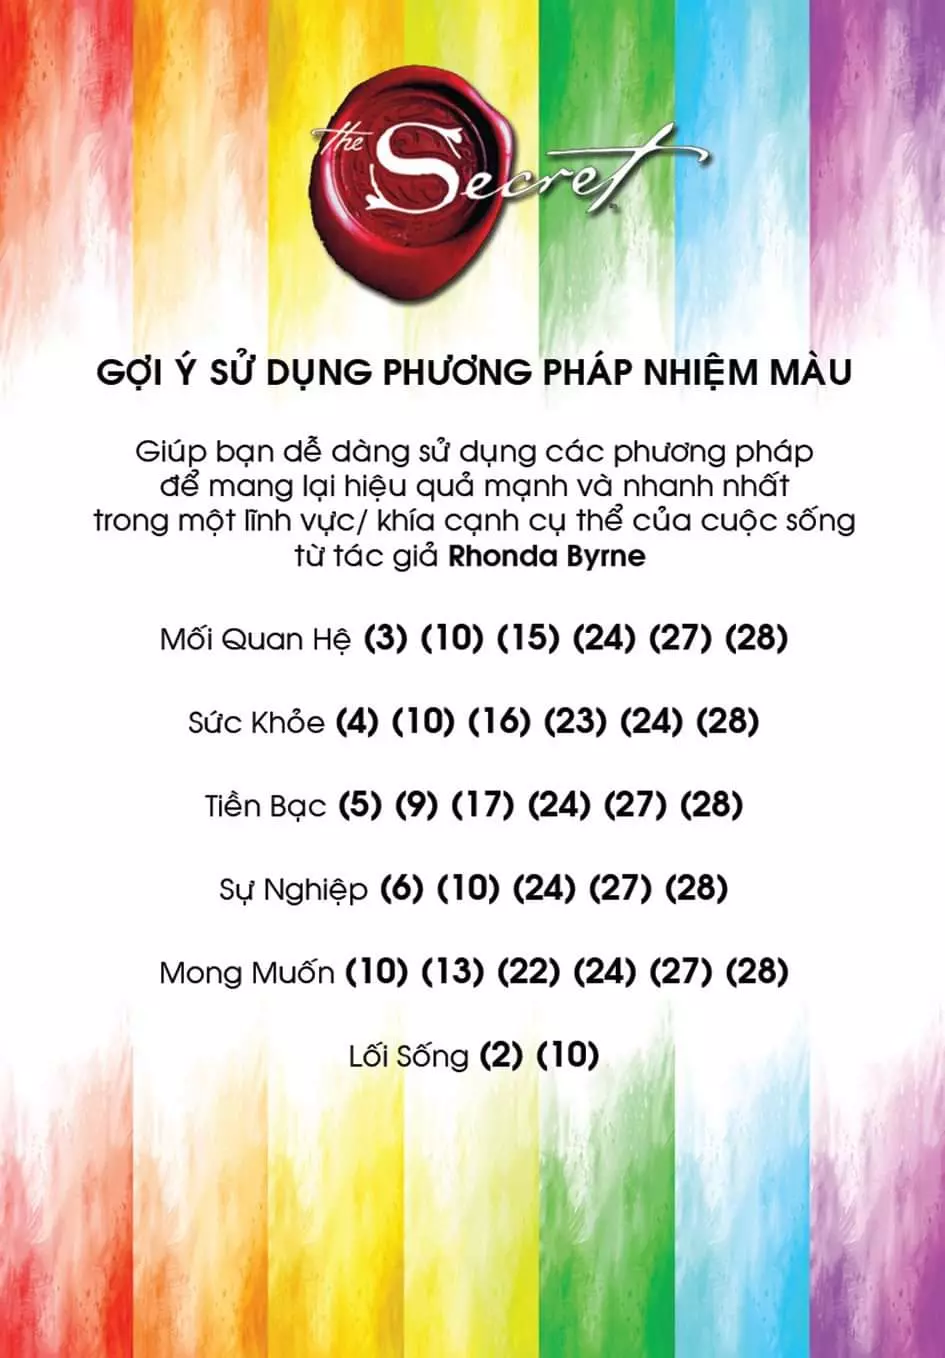 the Secret
GỢI Ý SỬ DỤNG PHƯƠNG PHÁP NHIỆM MÀU
Giúp bạn dễ dàng sử dụng các phương pháp
để mang lại hiệu quả mạnh và nhanh nhất
trong một lĩnh vực/ khía cạnh cụ thể của cuộc sống
từ tác giả Rhonda Byrne
Mối Quan Hệ (3) (10) (15) (24) (27) (28)
Sức Khỏe (4) (10) (16) (23) (24) (28)
Tiền Bạc (5) (9) (17) (24) (27) (28)
Sự Nghiệp (6) (10) (24) (27) (28)
Mong Muốn (10) (13) (22) (24) (27) (28)
Lối Sống (2) (10)